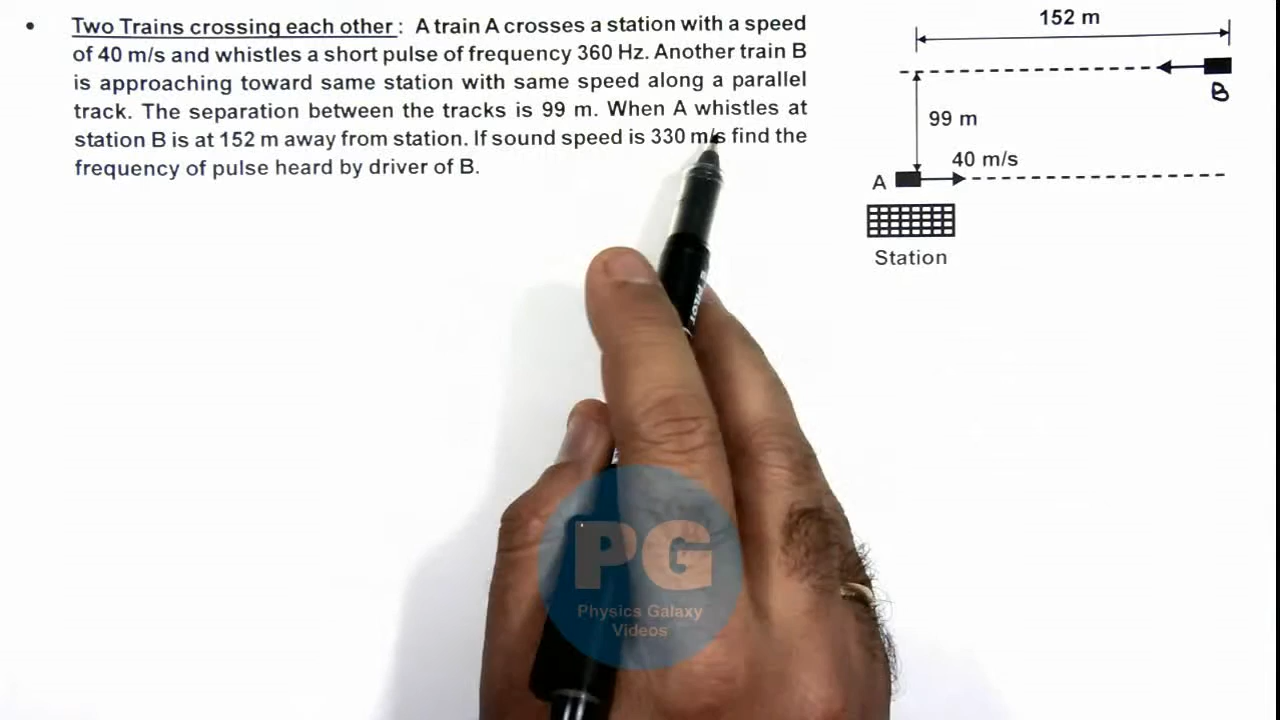 • Two Trains crossing each other : A train A crosses a station with a speed
of 40 m/s and whistles a short pulse of frequency 360 Hz. Another train B
is approaching toward same station with same speed along a parallel
track. The separation between the tracks is 99 m. When A whistles at
station B is at 152 m away from station. If sound speed is 330 m/s find the
frequency of pulse heard by driver of B.
152 m
B
99 m
40 m/s
A
Station
PILOT
PG
Physics Galaxy
Videos